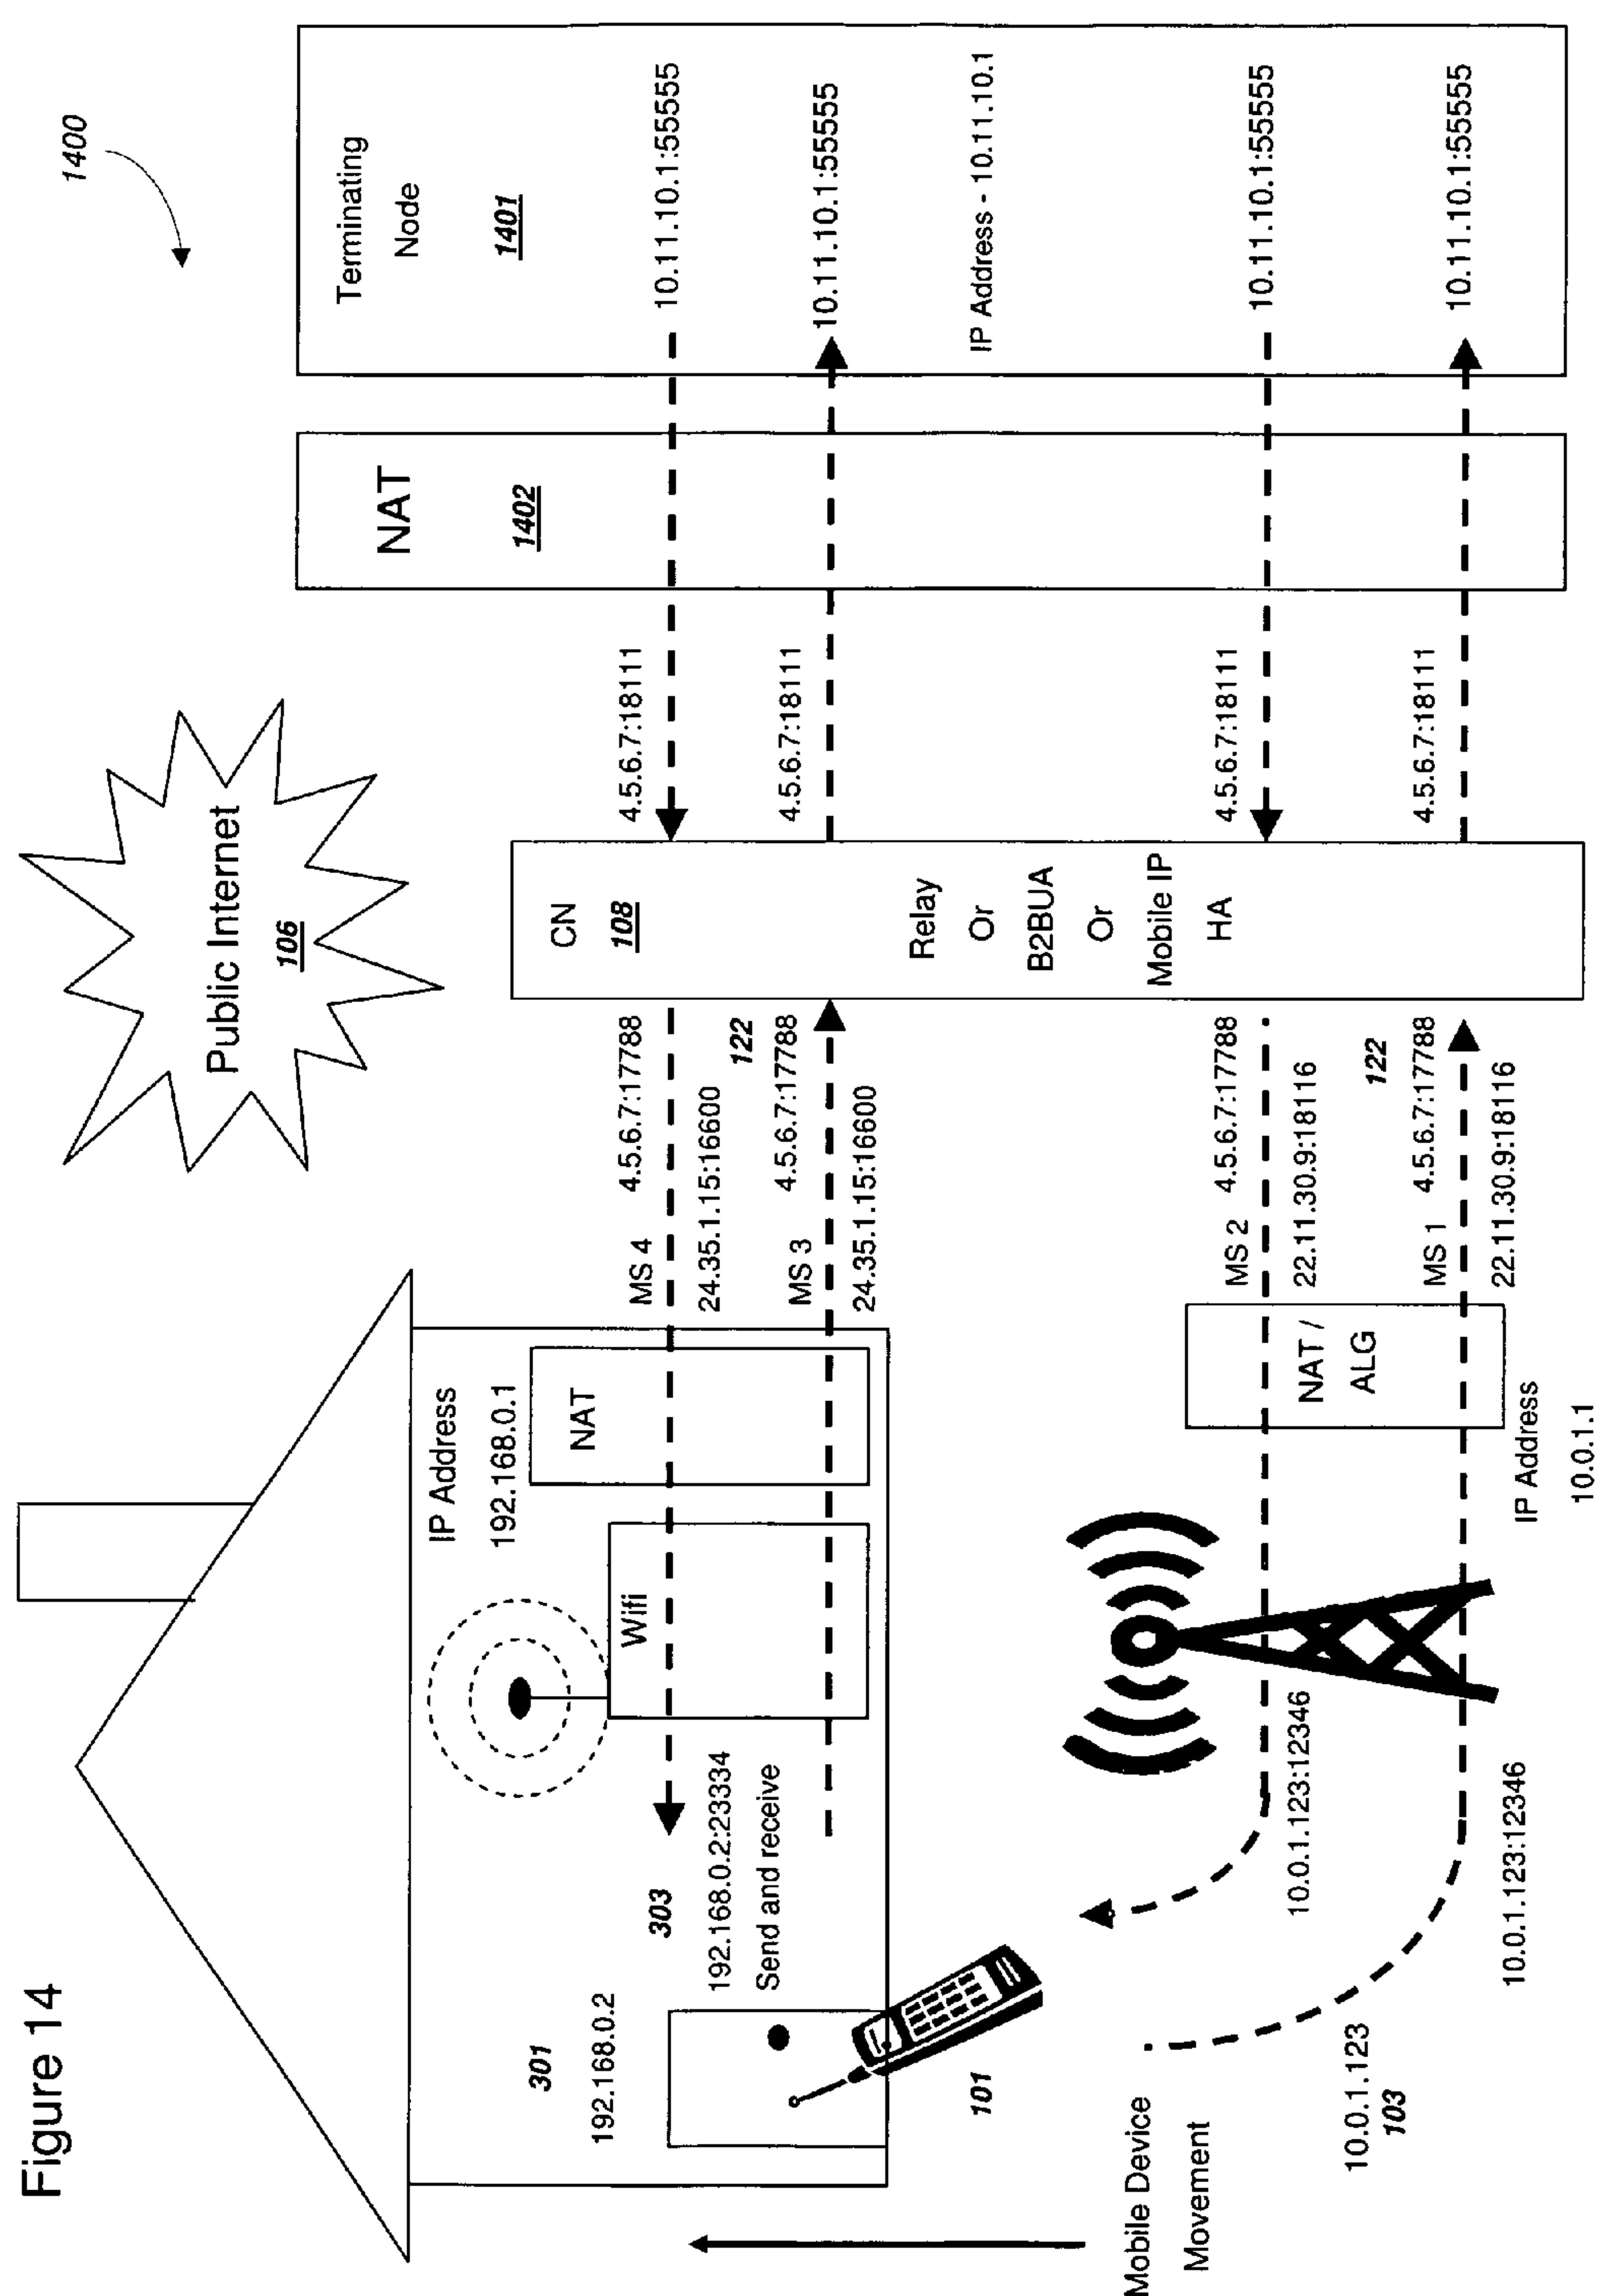 Figure 14
1400
Public Internet
106
Terminating
Node
1401
NAT
1402
CN
108
Relay
Or
B2BUA
Or
Mobile IP
HA
IP Address
192.168.0.1
NAT
Wifi
301
192.168.0.2
303
192.168.0.2:23334
Send and receive
101
MS 4
4.5.6.7:17788
24.35.1.15:16600
4.5.6.7:18111
10.11.10.1:55555
122
MS 3
4.5.6.7:17788
24.35.1.15:16600
4.5.6.7:18111
10.11.10.1:55555
IP Address - 10.11.10.1
Mobile Device
Movement
10.0.1.123
103
10.0.1.123:12346
NAT /
ALG
MS 2
4.5.6.7:17788
22.11.30.9:18116
4.5.6.7:18111
10.11.10.1:55555
122
10.0.1.123:12346
MS 1
4.5.6.7:17788
22.11.30.9:18116
4.5.6.7:18111
10.11.10.1:55555
IP Address
10.0.1.1